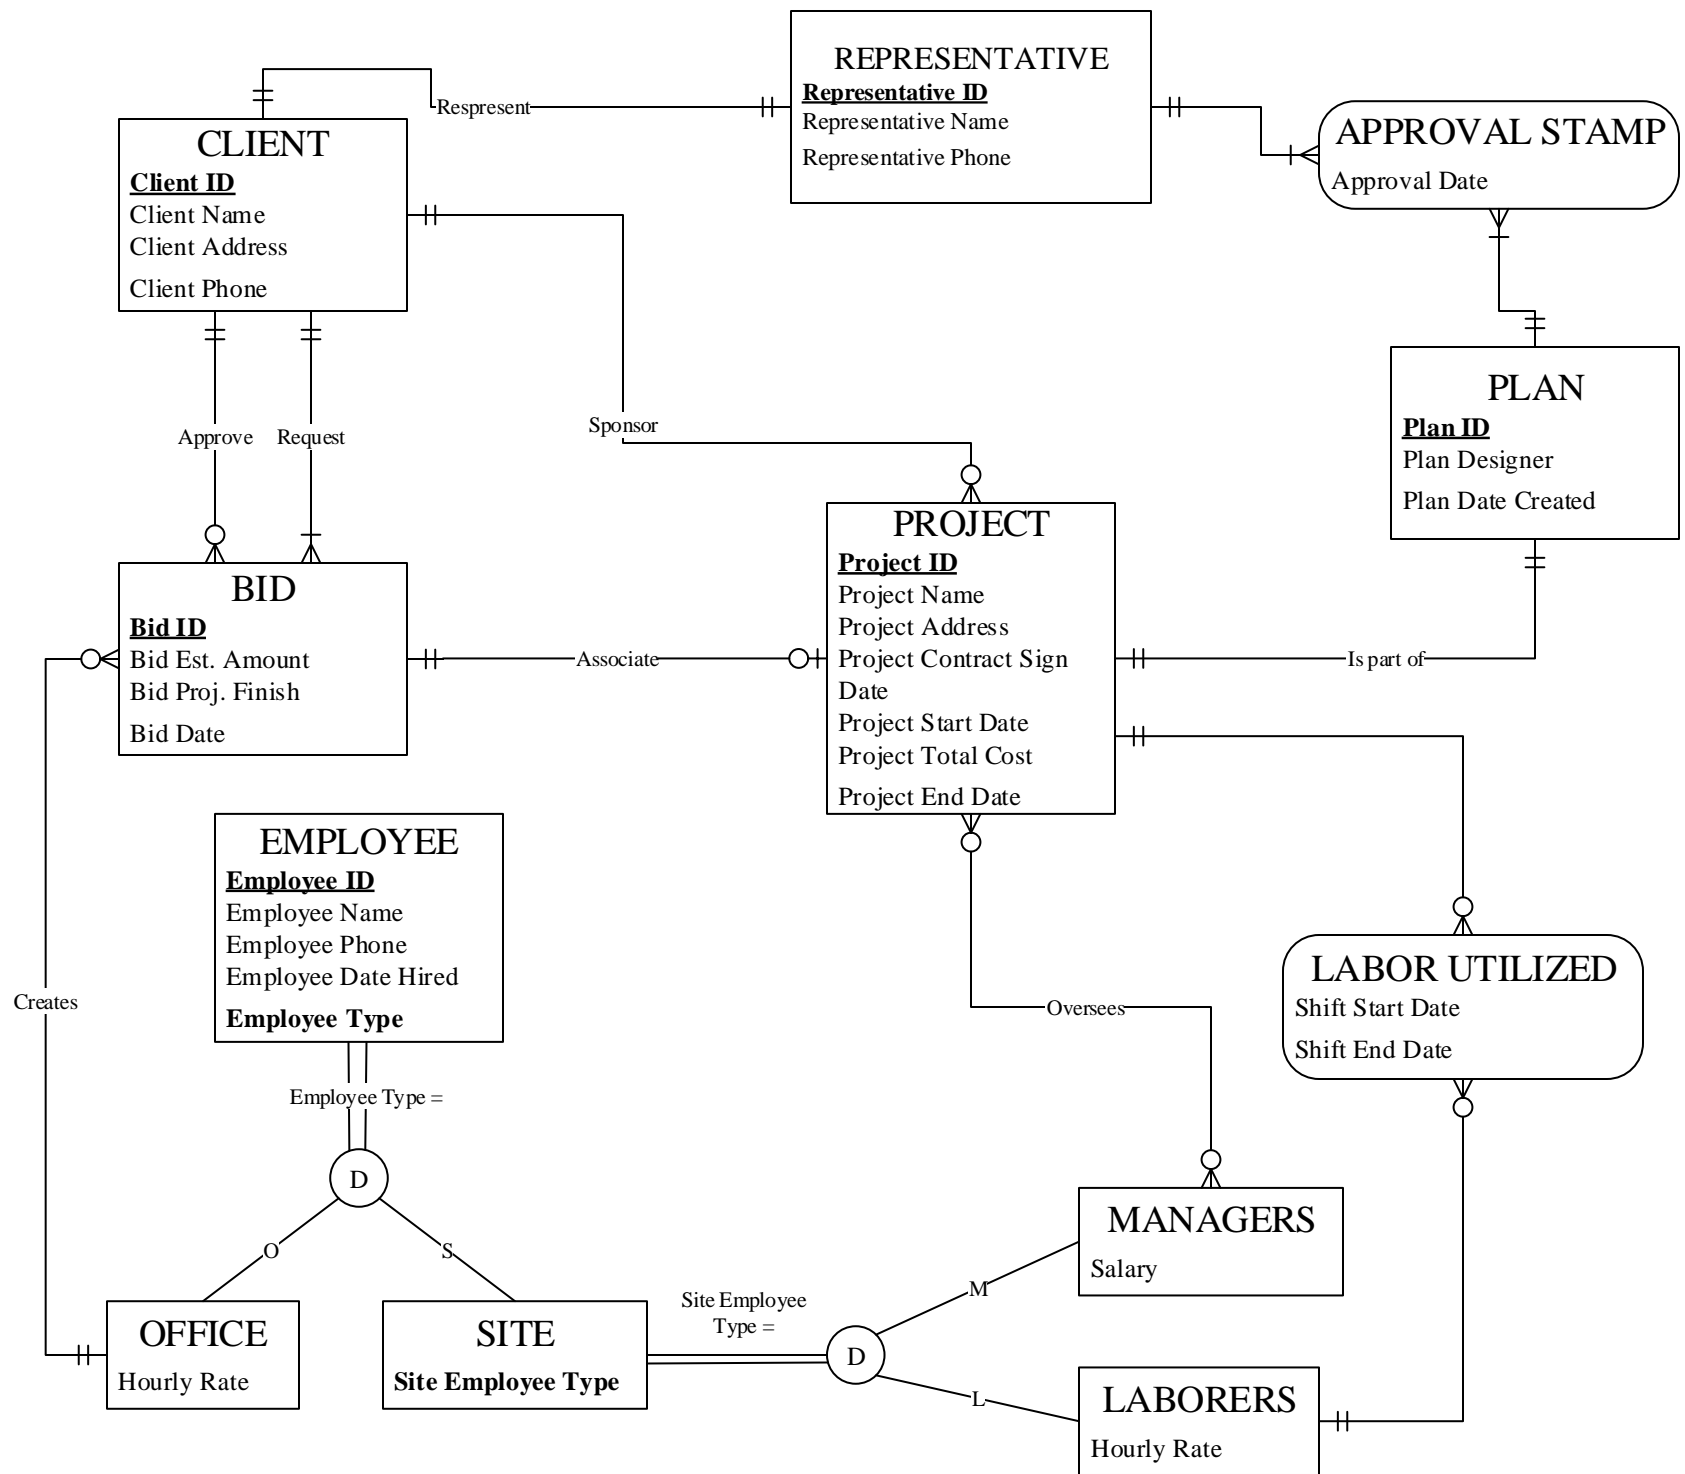 REPRESENTATIVE
Representative ID
Representative Name
Representative Phone
Respresent
APPROVAL STAMP
Approval Date
CLIENT
Client ID
Client Name
Client Address
Client Phone
PLAN
Plan ID
Plan Designer
Plan Date Created
Approve
Request
Sponsor
PROJECT
Project ID
Project Name
Project Address
Project Contract Sign
Date
Project Start Date
Project Total Cost
Project End Date
BID
Bid ID
Bid Est. Amount
Bid Proj. Finish
Bid Date
Associate
Is part of
EMPLOYEE
Employee ID
Employee Name
Employee Phone
Employee Date Hired
Employee Type
Creates
Oversees
LABOR UTILIZED
Shift Start Date
Shift End Date
Employee Type =
D
O
S
MANAGERS
Salary
OFFICE
Hourly Rate
SITE
Site Employee Type
Site Employee
Type =
D
M
L
LABORERS
Hourly Rate